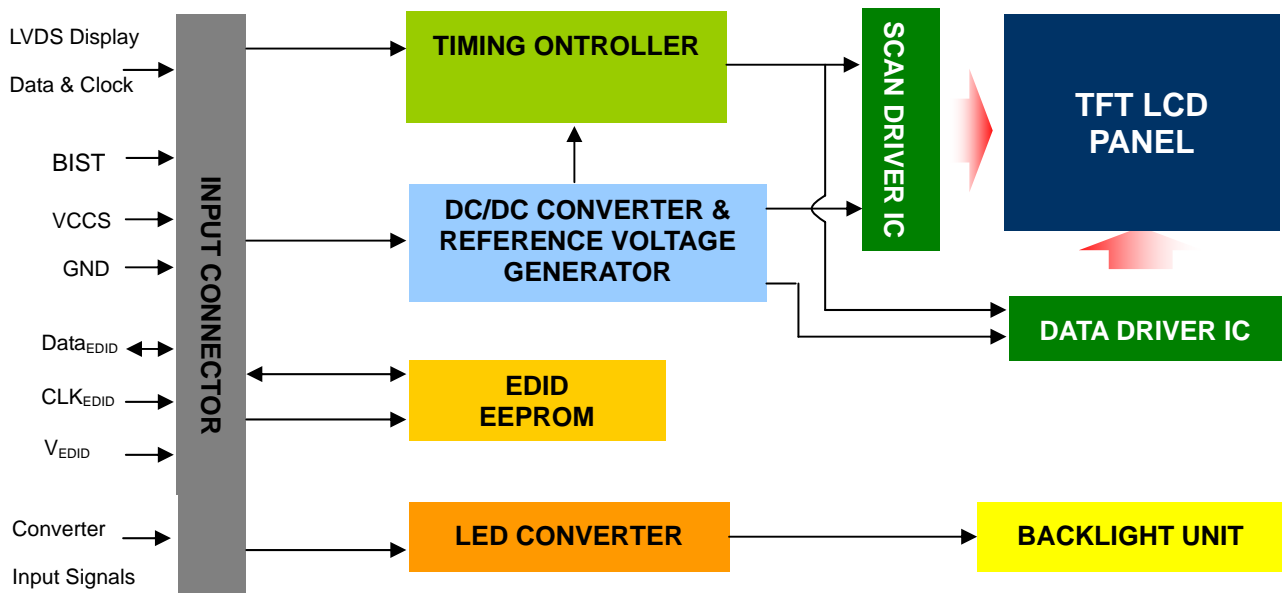 LVDS Display
Data & Clock
BIST
VCCS
GND
DataEDID
CLKEDID
VEDID
Converter
Input Signals
INPUT CONNECTOR
TIMING ONTROLLER
DC/DC CONVERTER &
REFERENCE VOLTAGE
GENERATOR
EDID
EEPROM
LED CONVERTER
SCAN DRIVER IC
TFT LCD
PANEL
DATA DRIVER IC
BACKLIGHT UNIT